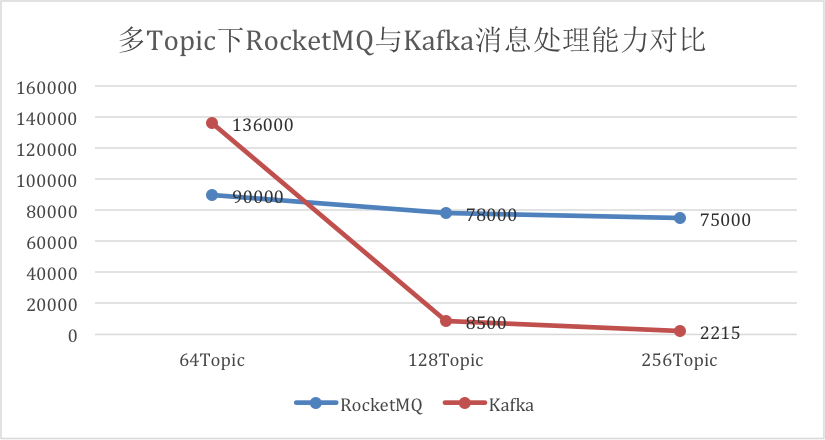 多Topic下RocketMQ与Kafka消息处理能力对比
160000
140000
120000
100000
80000
60000
40000
20000
0
136000
90000
78000
75000
8500
2215
64Topic
128Topic
256Topic
RocketMQ
Kafka